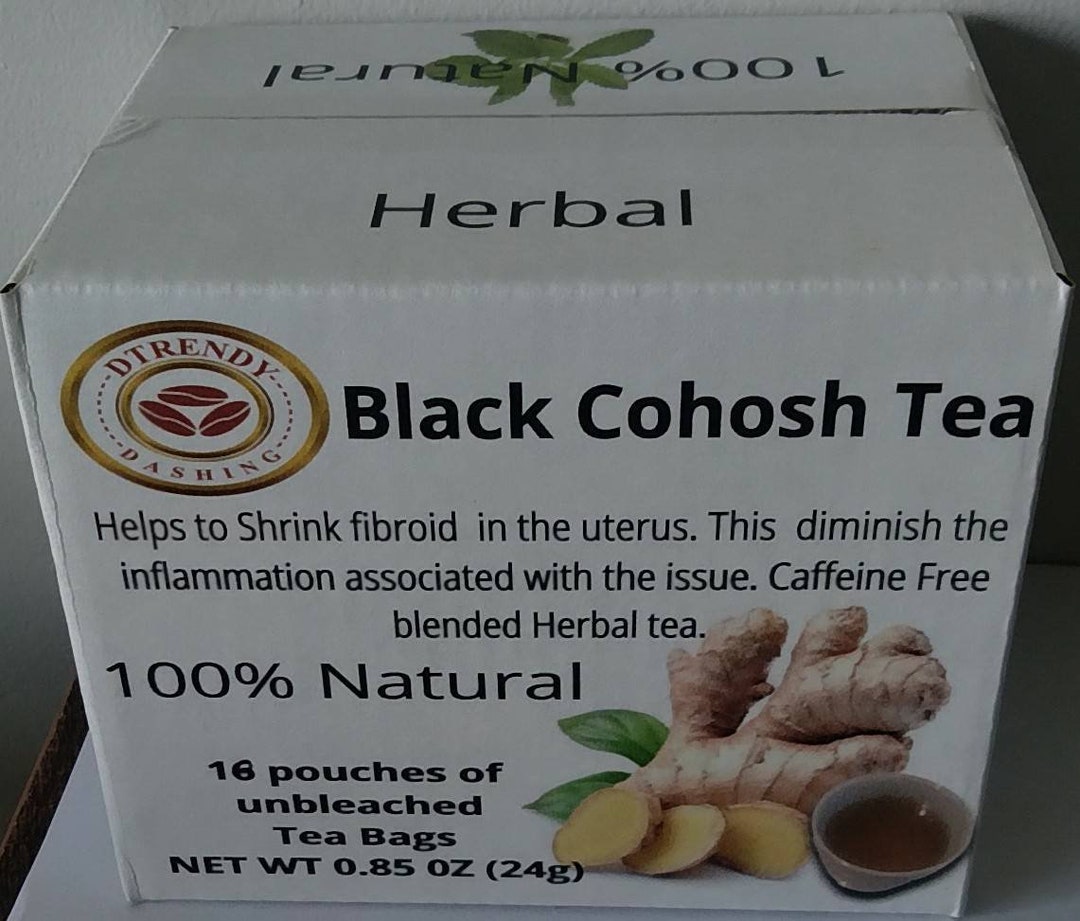 100% Natural
Herbal
DTRENDY
DASHING
Black Cohosh Tea
Helps to Shrink fibroid in the uterus. This diminish the
inflammation associated with the issue. Caffeine Free
blended Herbal tea.
100% Natural
16 pouches of
unbleached
Tea Bags
NET WT 0.85 OZ (24g)